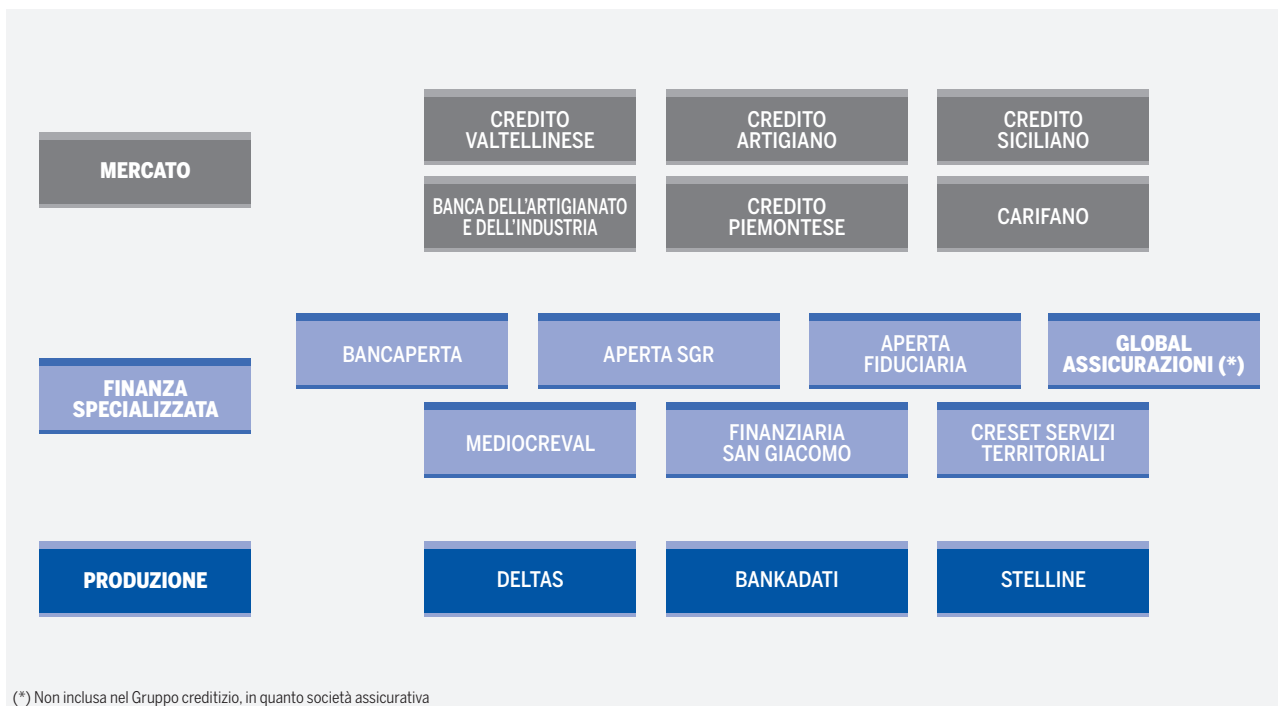 MERCATO
CREDITO
VALTELLINESE
CREDITO
ARTIGIANO
CREDITO
SICILIANO
BANCA DELL'ARTIGIANATO
E DELL'INDUSTRIA
CREDITO
PIEMONTESE
CARIFANO
FINANZA
SPECIALIZZATA
BANCAPERTA
APERTA SGR
APERTA
FIDUCIARIA
GLOBAL
ASSICURAZIONI (*)
MEDIOCREVAL
FINANZIARIA
SAN GIACOMO
CRESET SERVIZI
TERRITORIALI
PRODUZIONE
DELTAS
BANKADATI
STELLINE
(*) Non inclusa nel Gruppo creditizio, in quanto società assicurativa